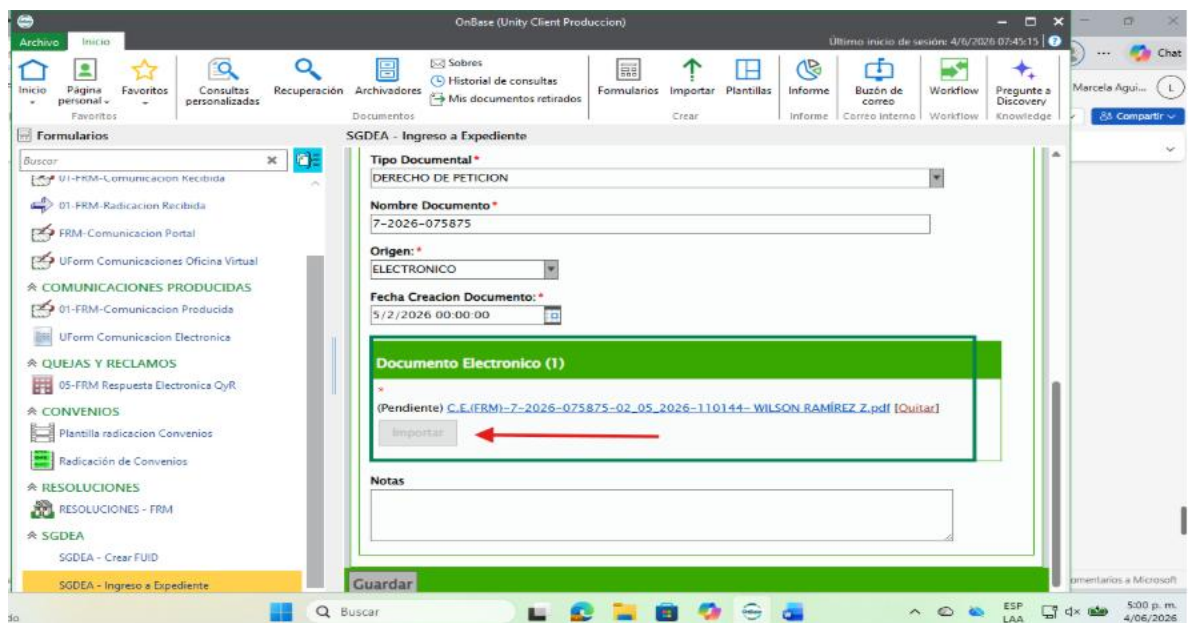 OnBase (Unity Client Produccion)
Archivo Inicio
Último inicio de sesión: 4/6/2026 07:45:15
Inicio
Página personal
Favoritos
Consultas personalizadas
Recuperación
Archivadores
Sobres
Historial de consultas
Mis documentos retirados
Formularios
Importar
Plantillas
Informe
Buzón de correo
Workflow
Pregunte a Discovery
Favoritos
Documentos
Crear
Informe
Correo interno
Workflow
Knowledge
Chat
Marcela Agui...
L
Compartir
Formularios
Buscar
01-FRM-Comunicacion Recibida
01-FRM-Radicacion Recibida
FRM-Comunicacion Portal
UForm Comunicaciones Oficina Virtual
COMUNICACIONES PRODUCIDAS
01-FRM-Comunicacion Producida
UForm Comunicacion Electronica
QUEJAS Y RECLAMOS
05-FRM Respuesta Electronica QyR
CONVENIOS
Plantilla radicacion Convenios
Radicación de Convenios
RESOLUCIONES
RESOLUCIONES - FRM
SGDEA
SGDEA - Crear FUID
SGDEA - Ingreso a Expediente
SGDEA - Ingreso a Expediente
Tipo Documental *
DERECHO DE PETICION
Nombre Documento *
7-2026-075875
Origen: *
ELECTRONICO
Fecha Creacion Documento: *
5/2/2026 00:00:00
Documento Electronico (1)
*
(Pendiente) C.E.(FRM)-7-2026-075875-02_05_2026-110144- WILSON RAMÍREZ Z.pdf [Quitar]
Importar
Notas
Guardar
omentarios a Microsoft
do
Buscar
ESP
LAA
5:00 p. m.
4/06/2026